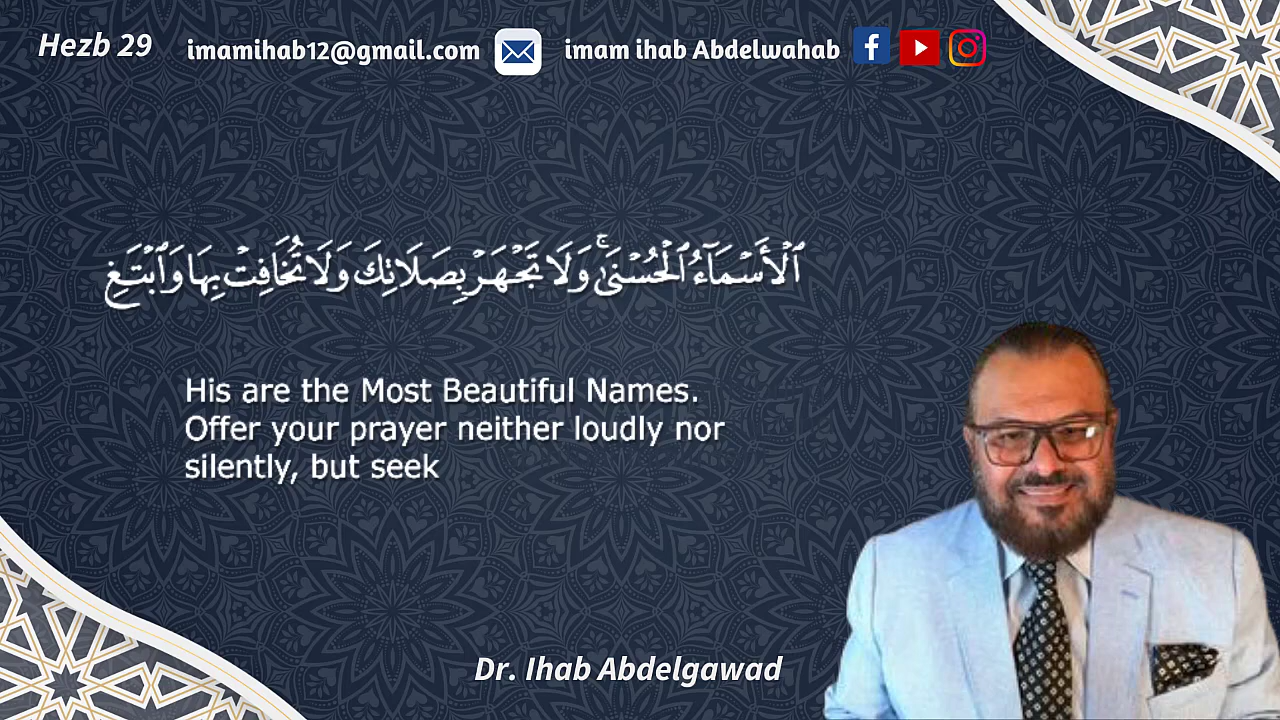 Hezb 29
imamihab12@gmail.com
imam ihab Abdelwahab
ٱلْأَسْمَآءُ ٱلْحُسْنَىٰۚ وَلَا تَجْهَرْ بِصَلَاتِكَ وَلَا تُخَافِتْ بِهَا وَٱبْتَغِ
His are the Most Beautiful Names.
Offer your prayer neither loudly nor
silently, but seek
Dr. Ihab Abdelgawad